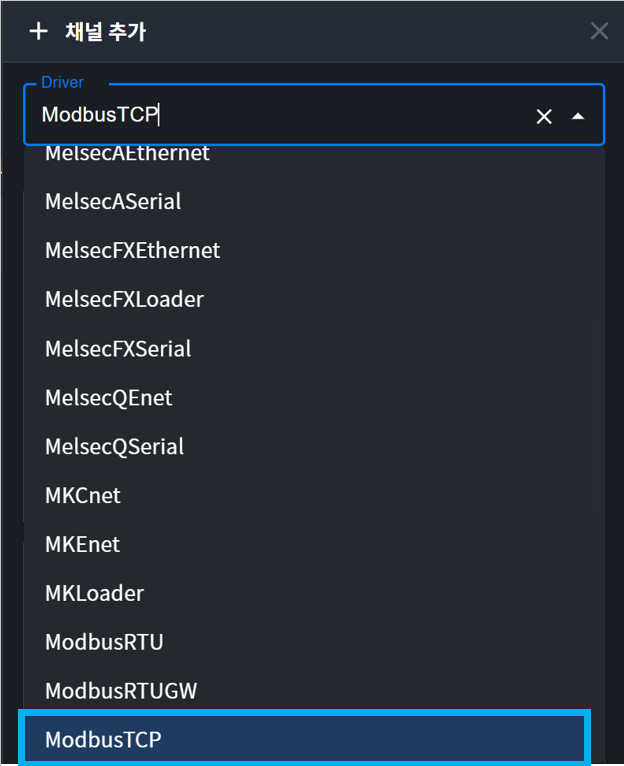 + 채널 추가
Driver
ModbusTCP
MelsecAEthernet
MelsecASerial
MelsecFXEthernet
MelsecFXLoader
MelsecFXSerial
MelsecQEnet
MelsecQSerial
MKCnet
MKEnet
MKLoader
ModbusRTU
ModbusRTUGW
ModbusTCP